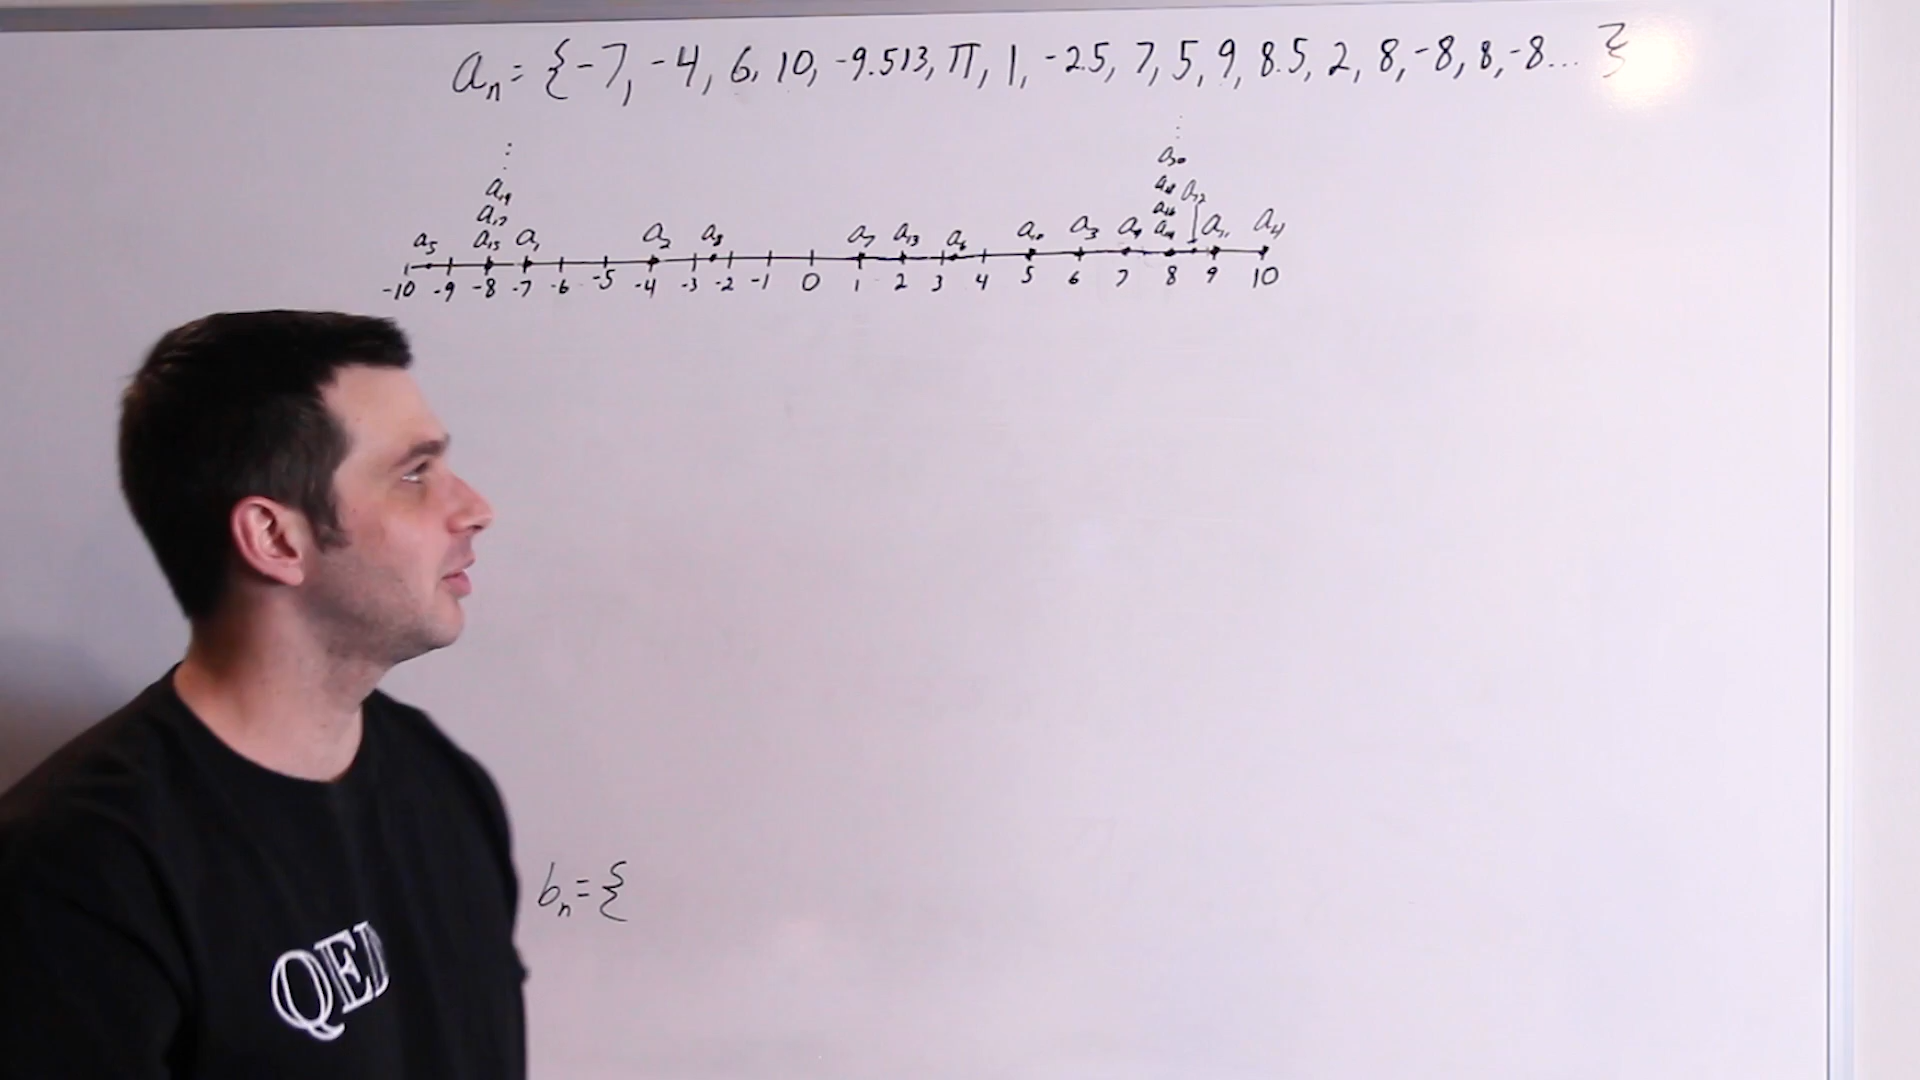 aₙ = {-7, -4, 6, 10, -9.513, π, 1, -2.5, 7, 5, 9, 8.5, 2, 8, -8, 8, -8... }
⋮ ⋮
a₂₀
a₁₉ a₁₈ a₁₂
a₁₇ a₁₆
a₅ a₁₅ a₁ a₂ a₈ a₇ a₁₃ a₆ a₁₀ a₃ a₉ a₁₄ a₁₁ a₄
-10 -9 -8 -7 -6 -5 -4 -3 -2 -1 0 1 2 3 4 5 6 7 8 9 10
bₙ = {
QED